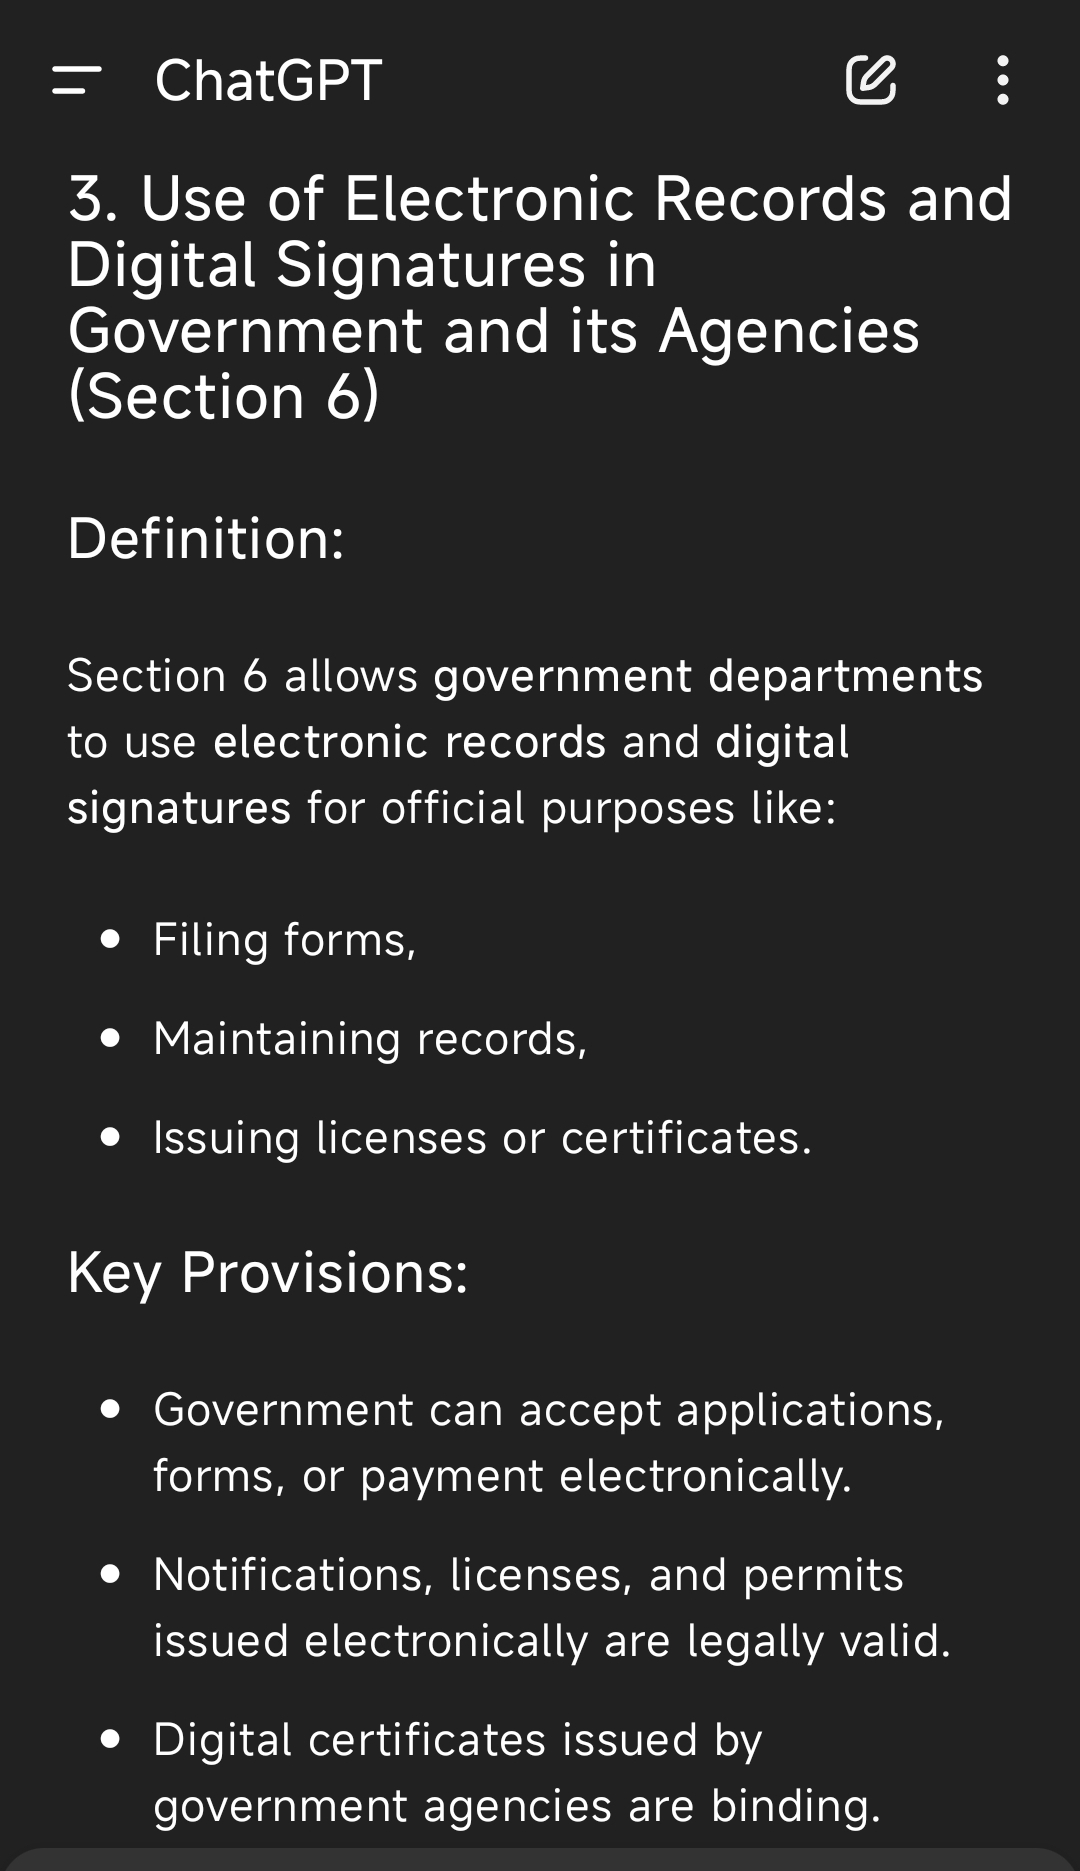 ChatGPT
3. Use of Electronic Records and
Digital Signatures in
Government and its Agencies
(Section 6)
Definition:
Section 6 allows government departments
to use electronic records and digital
signatures for official purposes like:
• Filing forms,
• Maintaining records,
• Issuing licenses or certificates.
Key Provisions:
• Government can accept applications,
forms, or payment electronically.
• Notifications, licenses, and permits
issued electronically are legally valid.
• Digital certificates issued by
government agencies are binding.